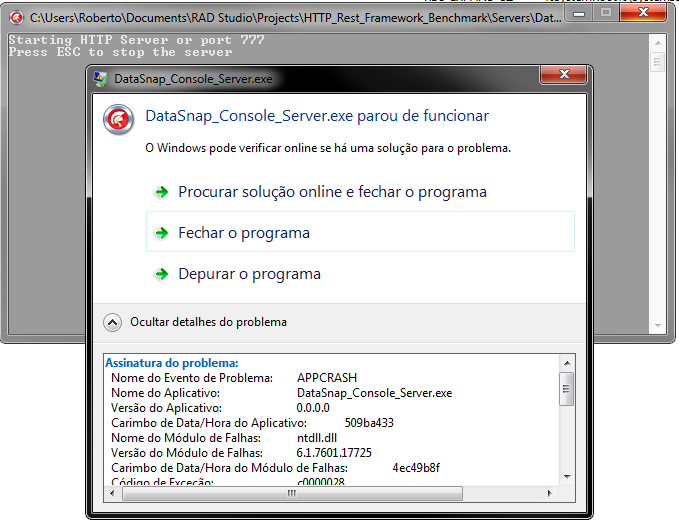 C:\Users\Roberto\Documents\RAD Studio\Projects\HTTP_Rest_Framework_Benchmark\Servers\Dat...
Starting HTTP Server or port 777
Press ESC to stop the server
DataSnap_Console_Server.exe
DataSnap_Console_Server.exe parou de funcionar
O Windows pode verificar online se há uma solução para o problema.
Procurar solução online e fechar o programa
Fechar o programa
Depurar o programa
Ocultar detalhes do problema
Assinatura do problema:
Nome do Evento de Problema: APPCRASH
Nome do Aplicativo: DataSnap_Console_Server.exe
Versão do Aplicativo: 0.0.0.0
Carimbo de Data/Hora do Aplicativo: 509ba433
Nome do Módulo de Falhas: ntdll.dll
Versão do Módulo de Falhas: 6.1.7601.17725
Carimbo de Data/Hora do Módulo de Falhas: 4ec49b8f
Código de Exceção: c0000028